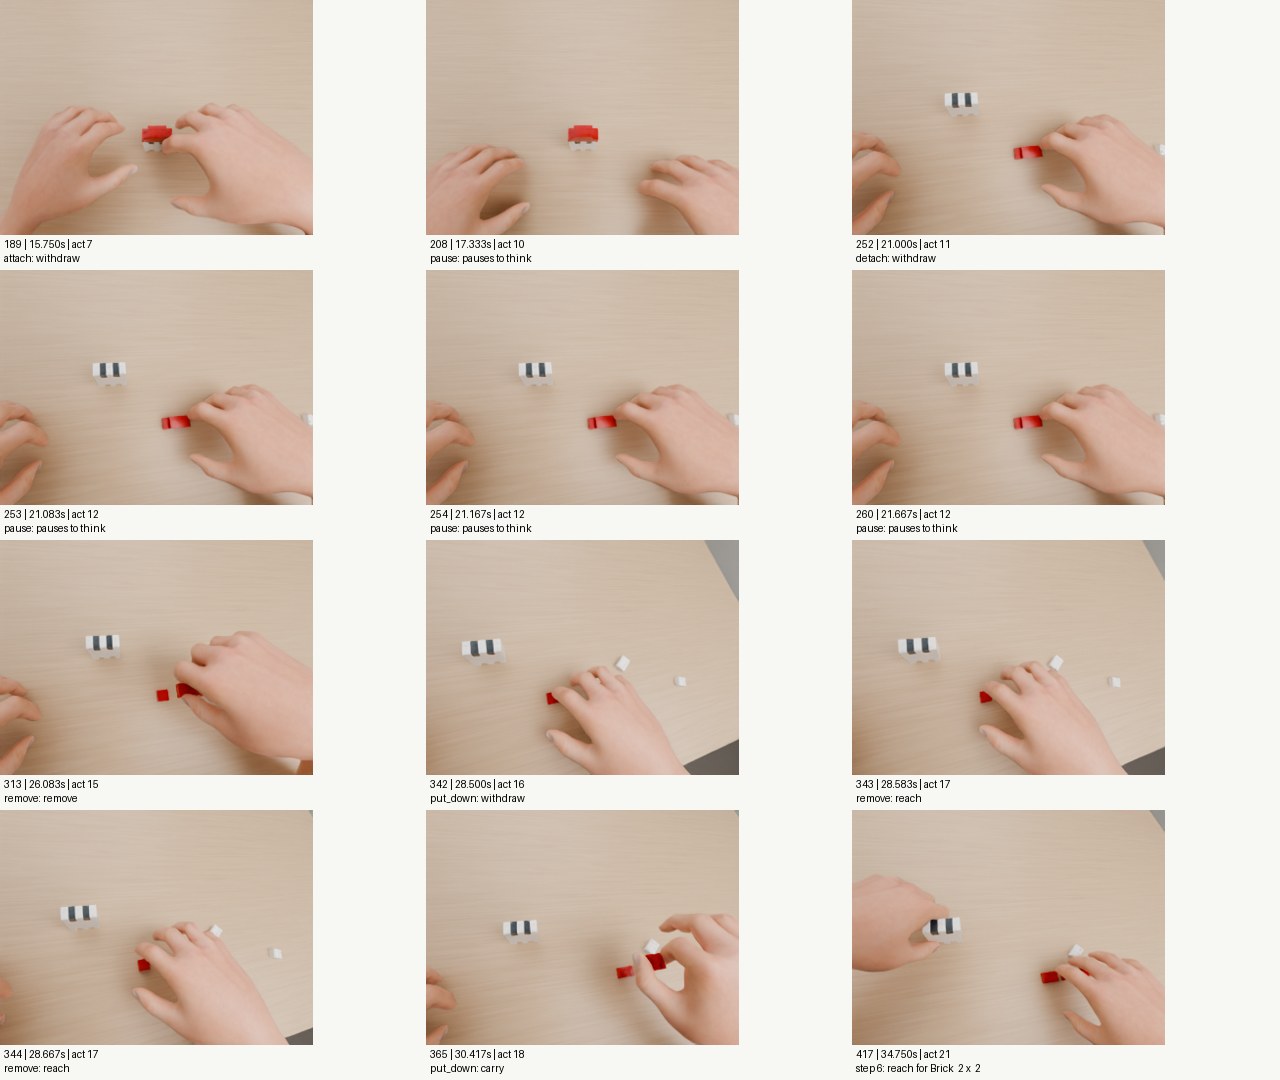 189 | 15.750s | act 7
attach: withdraw
208 | 17.333s | act 10
pause: pauses to think
252 | 21.000s | act 11
detach: withdraw
253 | 21.083s | act 12
pause: pauses to think
254 | 21.167s | act 12
pause: pauses to think
260 | 21.667s | act 12
pause: pauses to think
313 | 26.083s | act 15
remove: remove
342 | 28.500s | act 16
put_down: withdraw
343 | 28.583s | act 17
remove: reach
344 | 28.667s | act 17
remove: reach
365 | 30.417s | act 18
put_down: carry
417 | 34.750s | act 21
step 6: reach for Brick 2 x 2